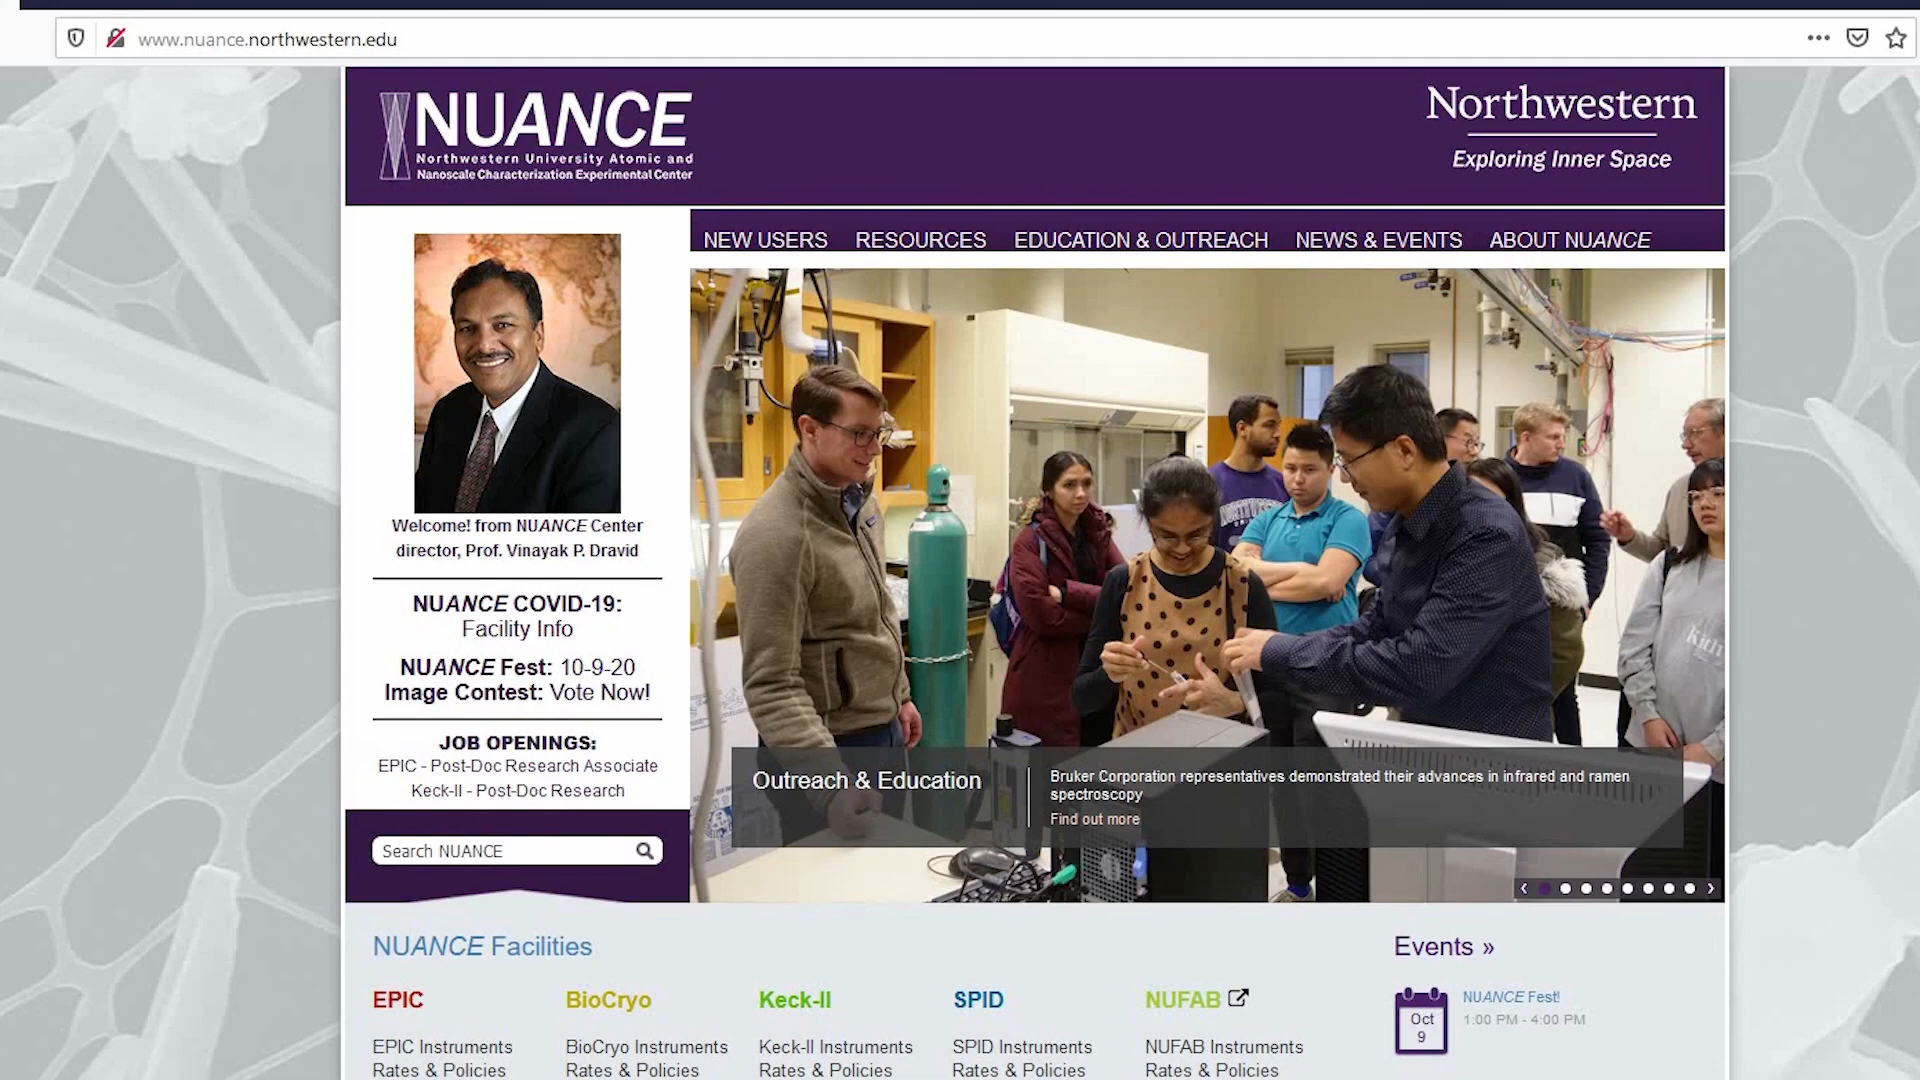 www.nuance.northwestern.edu
NUANCE
Northwestern University Atomic and
Nanoscale Characterization Experimental Center
Northwestern
Exploring Inner Space
NEW USERS RESOURCES EDUCATION & OUTREACH NEWS & EVENTS ABOUT NUANCE
Welcome! from NUANCE Center
director, Prof. Vinayak P. Dravid
NUANCE COVID-19:
Facility Info
NUANCE Fest: 10-9-20
Image Contest: Vote Now!
JOB OPENINGS:
EPIC - Post-Doc Research Associate
Keck-II - Post-Doc Research
Search NUANCE
Outreach & Education
Bruker Corporation representatives demonstrated their advances in infrared and ramen
spectroscopy
Find out more
NUANCE Facilities
EPIC
EPIC Instruments
Rates & Policies
BioCryo
BioCryo Instruments
Rates & Policies
Keck-II
Keck-II Instruments
Rates & Policies
SPID
SPID Instruments
Rates & Policies
NUFAB
NUFAB Instruments
Rates & Policies
Events »
Oct
9
NUANCE Fest!
1:00 PM - 4:00 PM